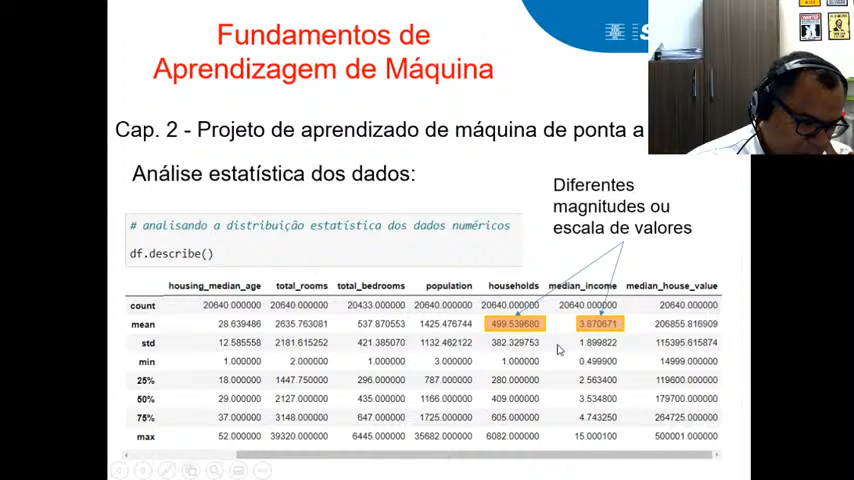 Fundamentos de
Aprendizagem de Máquina
Cap. 2 - Projeto de aprendizado de máquina de ponta a
Análise estatística dos dados:
Diferentes
magnitudes ou
escala de valores
# analisando a distribuição estatística dos dados numéricos
df.describe()
housing_median_age total_rooms total_bedrooms population households median_income median_house_value
count 20640.000000 20640.000000 20433.000000 20640.000000 20640.000000 20640.000000 20640.000000
mean 28.639486 2635.763081 537.870553 1425.476744 499.539680 3.870671 206855.816909
std 12.585558 2181.615252 421.385070 1132.462122 382.329753 1.899822 115395.615874
min 1.000000 2.000000 1.000000 3.000000 1.000000 0.499900 14999.000000
25% 18.000000 1447.750000 296.000000 787.000000 280.000000 2.563400 119600.000000
50% 29.000000 2127.000000 435.000000 1166.000000 409.000000 3.534800 179700.000000
75% 37.000000 3148.000000 647.000000 1725.000000 605.000000 4.743250 264725.000000
max 52.000000 39320.000000 6445.000000 35682.000000 6082.000000 15.000100 500001.000000